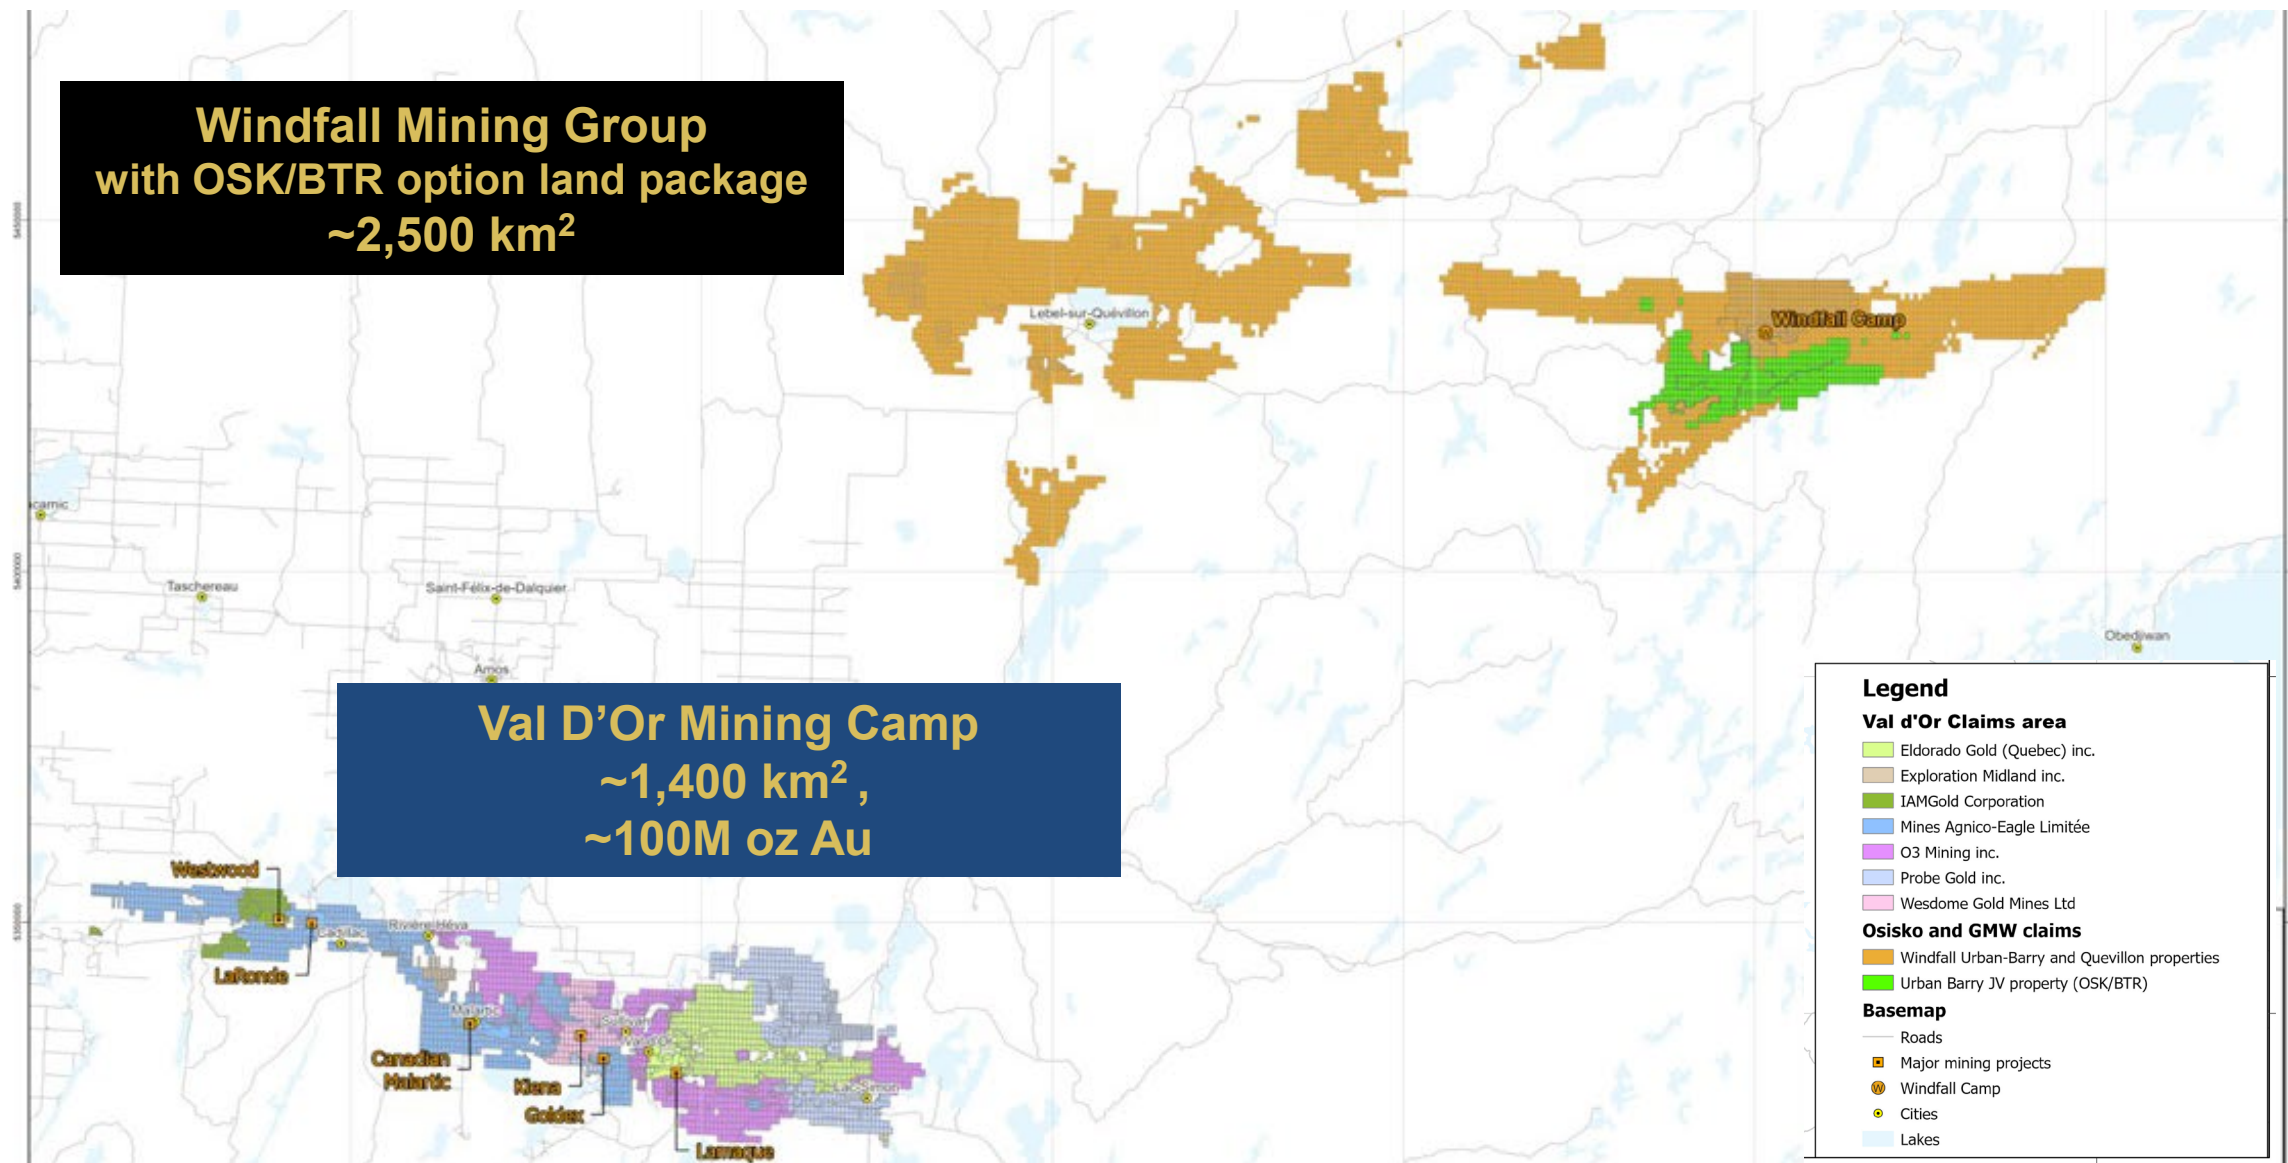 Windfall Mining Group
with OSK/BTR option land package
~2,500 km²
Lebel-sur-Quévillon
Windfall Camp
Taschereau
Saint-Félix-de-Dalquier
Obedjiwan
Amos
Val D'Or Mining Camp
~1,400 km² ,
~100M oz Au
Westwood
Cadillac
Rivière-Héva
LaRonde
Malartic
Canadian
Malartic
Kiena
Goldex
Lac-Simon
Lamaque
Legend
Val d'Or Claims area
Eldorado Gold (Quebec) inc.
Exploration Midland inc.
IAMGold Corporation
Mines Agnico-Eagle Limitée
O3 Mining inc.
Probe Gold inc.
Wesdome Gold Mines Ltd
Osisko and GMW claims
Windfall Urban-Barry and Quevillon properties
Urban Barry JV property (OSK/BTR)
Basemap
Roads
Major mining projects
W Windfall Camp
Cities
Lakes